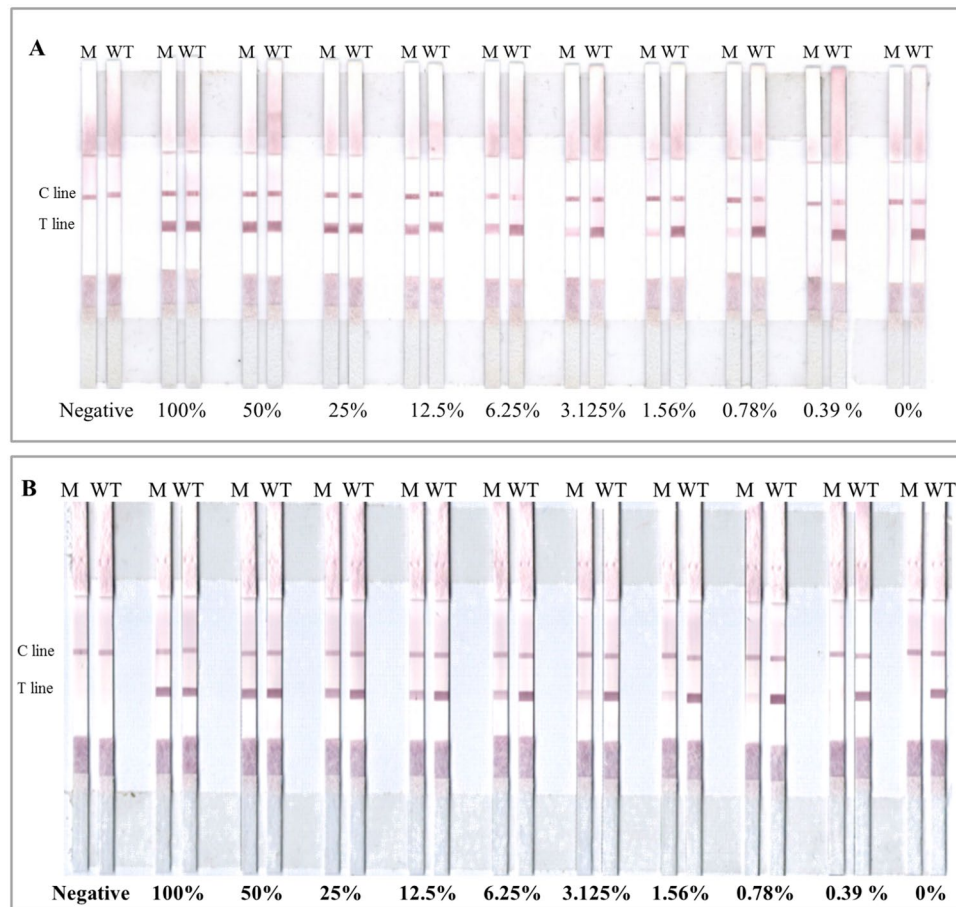 A
M WT M WT M WT M WT M WT M WT M WT M WT M WT M WT M WT
C line
T line
Negative 100% 50% 25% 12.5% 6.25% 3.125% 1.56% 0.78% 0.39 % 0%
B
M WT M WT M WT M WT M WT M WT M WT M WT M WT M WT M WT
C line
T line
Negative 100% 50% 25% 12.5% 6.25% 3.125% 1.56% 0.78% 0.39 % 0%